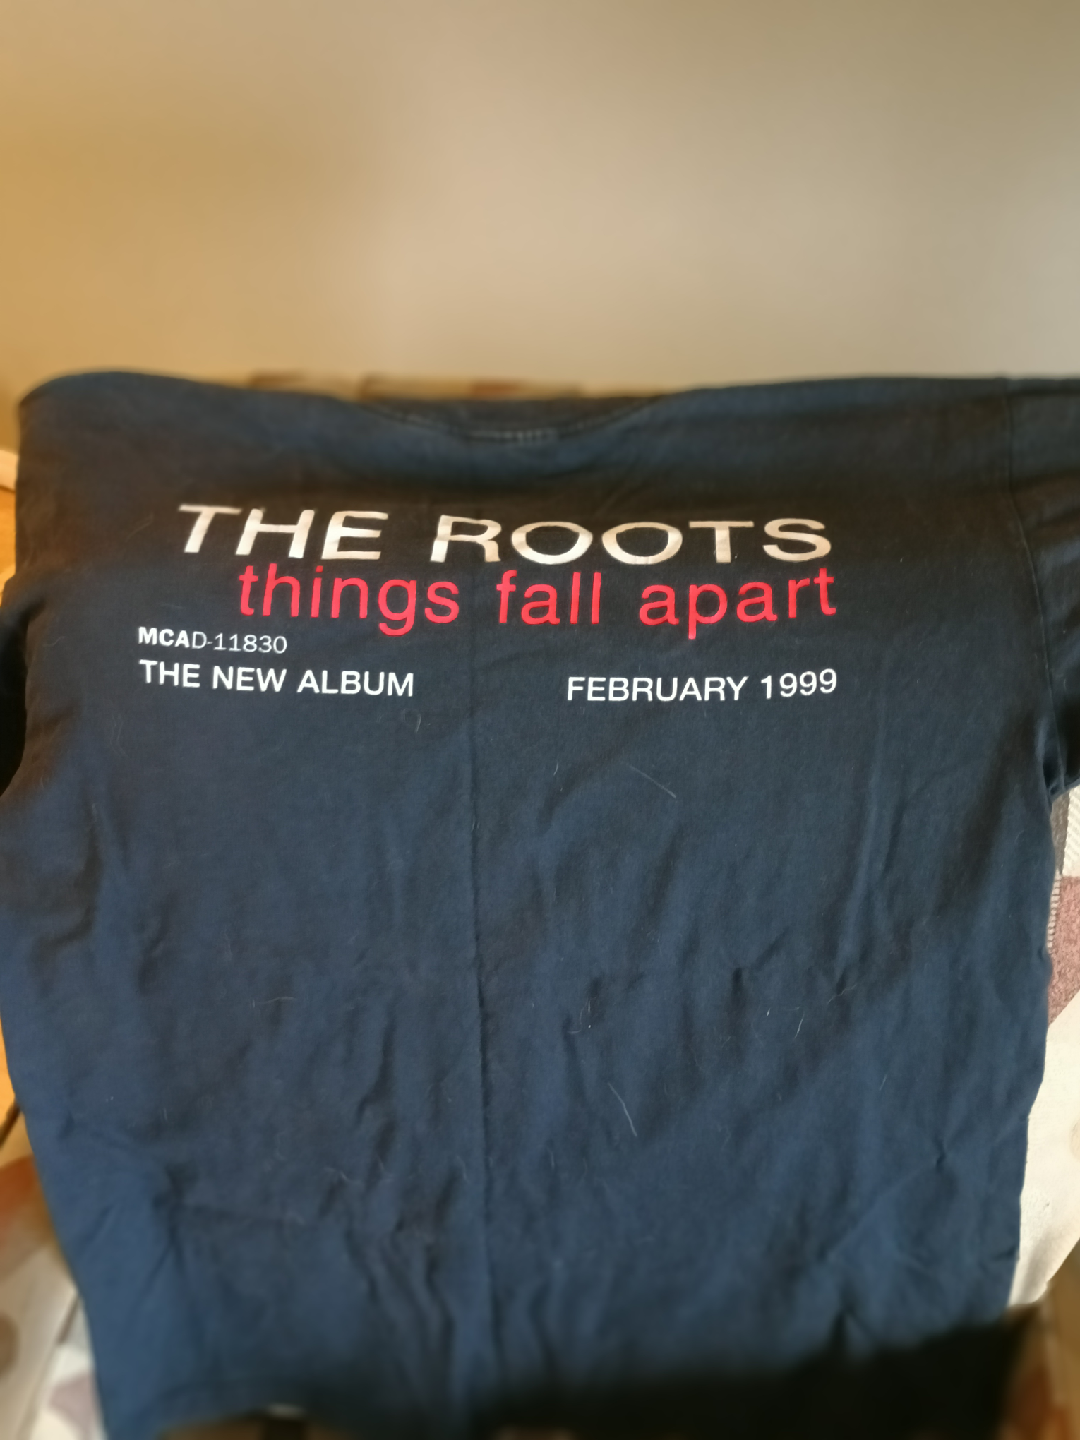 THE ROOTS
things fall apart
MCAD-11830
THE NEW ALBUM FEBRUARY 1999